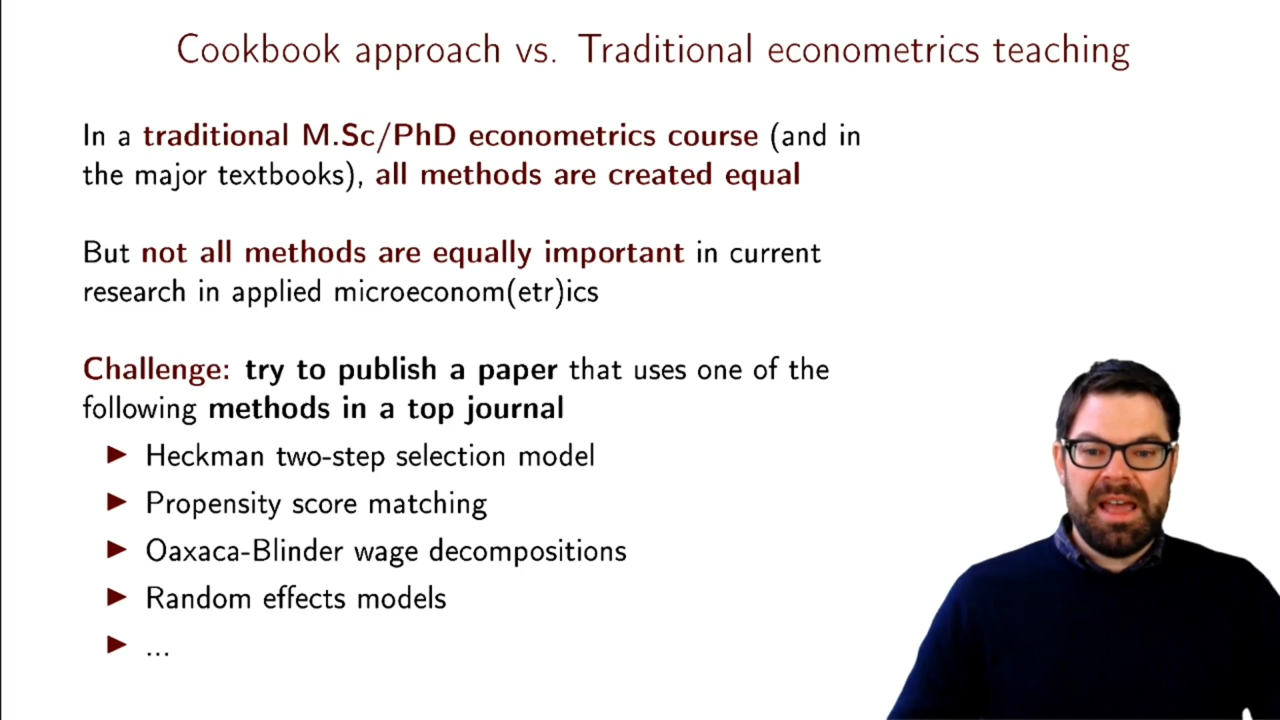 Cookbook approach vs. Traditional econometrics teaching
In a traditional M.Sc/PhD econometrics course (and in
the major textbooks), all methods are created equal
But not all methods are equally important in current
research in applied microeconom(etr)ics
Challenge: try to publish a paper that uses one of the
following methods in a top journal
▶ Heckman two-step selection model
▶ Propensity score matching
▶ Oaxaca-Blinder wage decompositions
▶ Random effects models
▶ ...